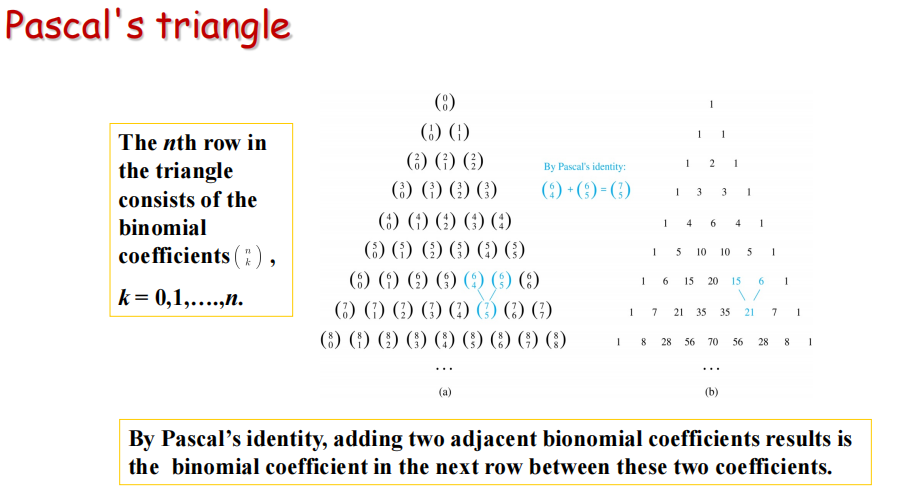 Pascal's triangle
The nth row in
the triangle
consists of the
binomial
coefficients (n k) ,
k = 0,1,….,n.
(0 0)
(1 0) (1 1)
(2 0) (2 1) (2 2)
(3 0) (3 1) (3 2) (3 3)
(4 0) (4 1) (4 2) (4 3) (4 4)
(5 0) (5 1) (5 2) (5 3) (5 4) (5 5)
(6 0) (6 1) (6 2) (6 3) (6 4) (6 5) (6 6)
(7 0) (7 1) (7 2) (7 3) (7 4) (7 5) (7 6) (7 7)
(8 0) (8 1) (8 2) (8 3) (8 4) (8 5) (8 6) (8 7) (8 8)
...
(a)
By Pascal's identity:
(6 4) + (6 5) = (7 5)
1
1 1
1 2 1
1 3 3 1
1 4 6 4 1
1 5 10 10 5 1
1 6 15 20 15 6 1
1 7 21 35 35 21 7 1
1 8 28 56 70 56 28 8 1
...
(b)
By Pascal’s identity, adding two adjacent bionomial coefficients results is
the binomial coefficient in the next row between these two coefficients.